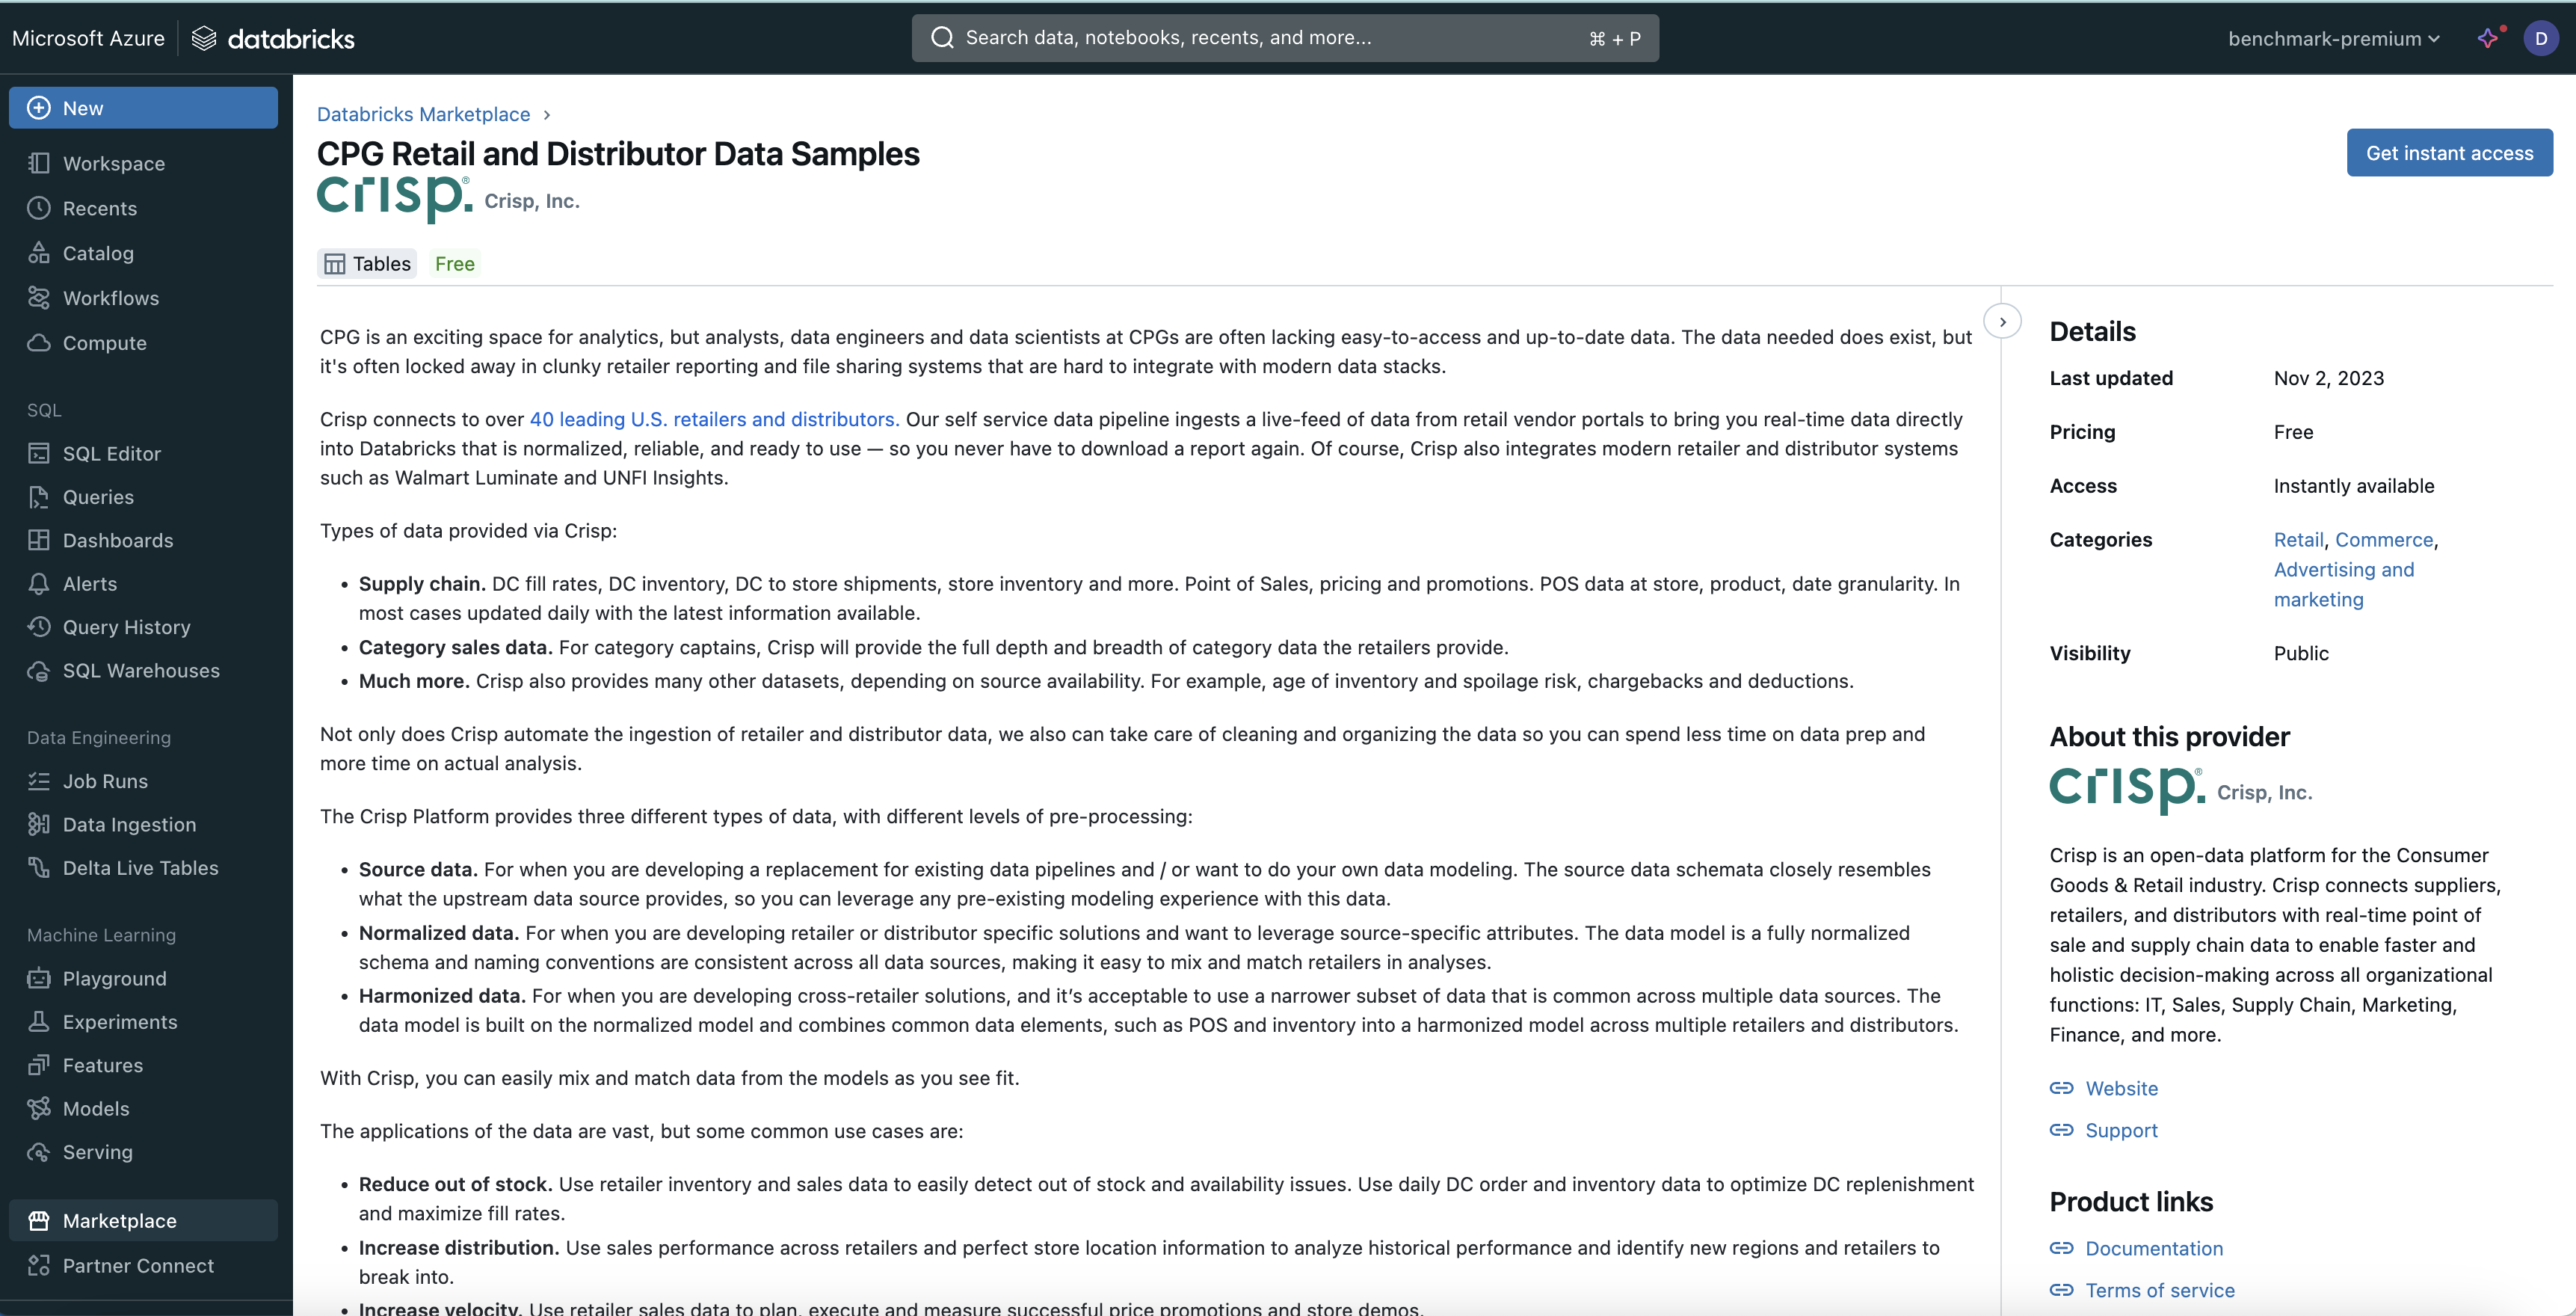 Microsoft Azure databricks
Search data, notebooks, recents, and more... ⌘ + P
benchmark-premium
D
New
Workspace
Recents
Catalog
Workflows
Compute
SQL
SQL Editor
Queries
Dashboards
Alerts
Query History
SQL Warehouses
Data Engineering
Job Runs
Data Ingestion
Delta Live Tables
Machine Learning
Playground
Experiments
Features
Models
Serving
Marketplace
Partner Connect
Databricks Marketplace ›
CPG Retail and Distributor Data Samples
crisp.® Crisp, Inc.
Get instant access
Tables Free
CPG is an exciting space for analytics, but analysts, data engineers and data scientists at CPGs are often lacking easy-to-access and up-to-date data. The data needed does exist, but
it's often locked away in clunky retailer reporting and file sharing systems that are hard to integrate with modern data stacks.
Crisp connects to over 40 leading U.S. retailers and distributors. Our self service data pipeline ingests a live-feed of data from retail vendor portals to bring you real-time data directly
into Databricks that is normalized, reliable, and ready to use — so you never have to download a report again. Of course, Crisp also integrates modern retailer and distributor systems
such as Walmart Luminate and UNFI Insights.
Types of data provided via Crisp:
• Supply chain. DC fill rates, DC inventory, DC to store shipments, store inventory and more. Point of Sales, pricing and promotions. POS data at store, product, date granularity. In
most cases updated daily with the latest information available.
• Category sales data. For category captains, Crisp will provide the full depth and breadth of category data the retailers provide.
• Much more. Crisp also provides many other datasets, depending on source availability. For example, age of inventory and spoilage risk, chargebacks and deductions.
Not only does Crisp automate the ingestion of retailer and distributor data, we also can take care of cleaning and organizing the data so you can spend less time on data prep and
more time on actual analysis.
The Crisp Platform provides three different types of data, with different levels of pre-processing:
• Source data. For when you are developing a replacement for existing data pipelines and / or want to do your own data modeling. The source data schemata closely resembles
what the upstream data source provides, so you can leverage any pre-existing modeling experience with this data.
• Normalized data. For when you are developing retailer or distributor specific solutions and want to leverage source-specific attributes. The data model is a fully normalized
schema and naming conventions are consistent across all data sources, making it easy to mix and match retailers in analyses.
• Harmonized data. For when you are developing cross-retailer solutions, and it’s acceptable to use a narrower subset of data that is common across multiple data sources. The
data model is built on the normalized model and combines common data elements, such as POS and inventory into a harmonized model across multiple retailers and distributors.
With Crisp, you can easily mix and match data from the models as you see fit.
The applications of the data are vast, but some common use cases are:
• Reduce out of stock. Use retailer inventory and sales data to easily detect out of stock and availability issues. Use daily DC order and inventory data to optimize DC replenishment
and maximize fill rates.
• Increase distribution. Use sales performance across retailers and perfect store location information to analyze historical performance and identify new regions and retailers to
break into.
• Increase velocity. Use retailer sales data to plan, execute and measure successful price promotions and store demos.
Details
Last updated Nov 2, 2023
Pricing Free
Access Instantly available
Categories Retail, Commerce,
Advertising and
marketing
Visibility Public
About this provider
crisp.® Crisp, Inc.
Crisp is an open-data platform for the Consumer
Goods & Retail industry. Crisp connects suppliers,
retailers, and distributors with real-time point of
sale and supply chain data to enable faster and
holistic decision-making across all organizational
functions: IT, Sales, Supply Chain, Marketing,
Finance, and more.
Website
Support
Product links
Documentation
Terms of service